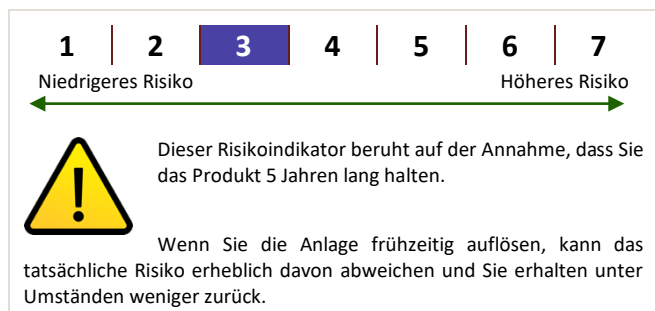 1 2 3 4 5 6 7
Niedrigeres Risiko Höheres Risiko
Dieser Risikoindikator beruht auf der Annahme, dass Sie
das Produkt 5 Jahren lang halten.
Wenn Sie die Anlage frühzeitig auflösen, kann das
tatsächliche Risiko erheblich davon abweichen und Sie erhalten unter
Umständen weniger zurück.